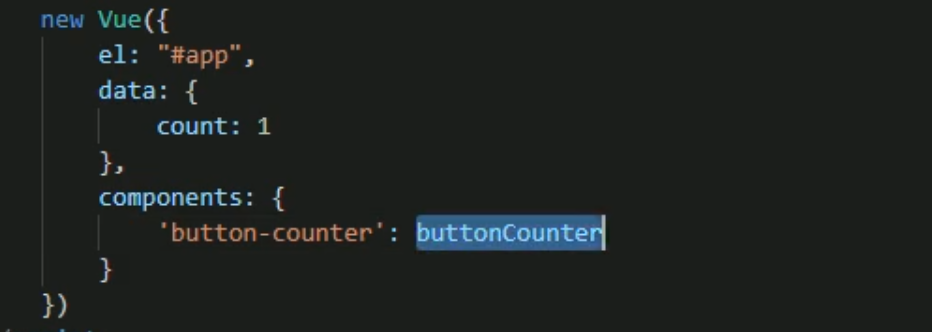 new Vue({
    el: "#app",
    data: {
        count: 1
    },
    components: {
        'button-counter': buttonCounter
    }
})